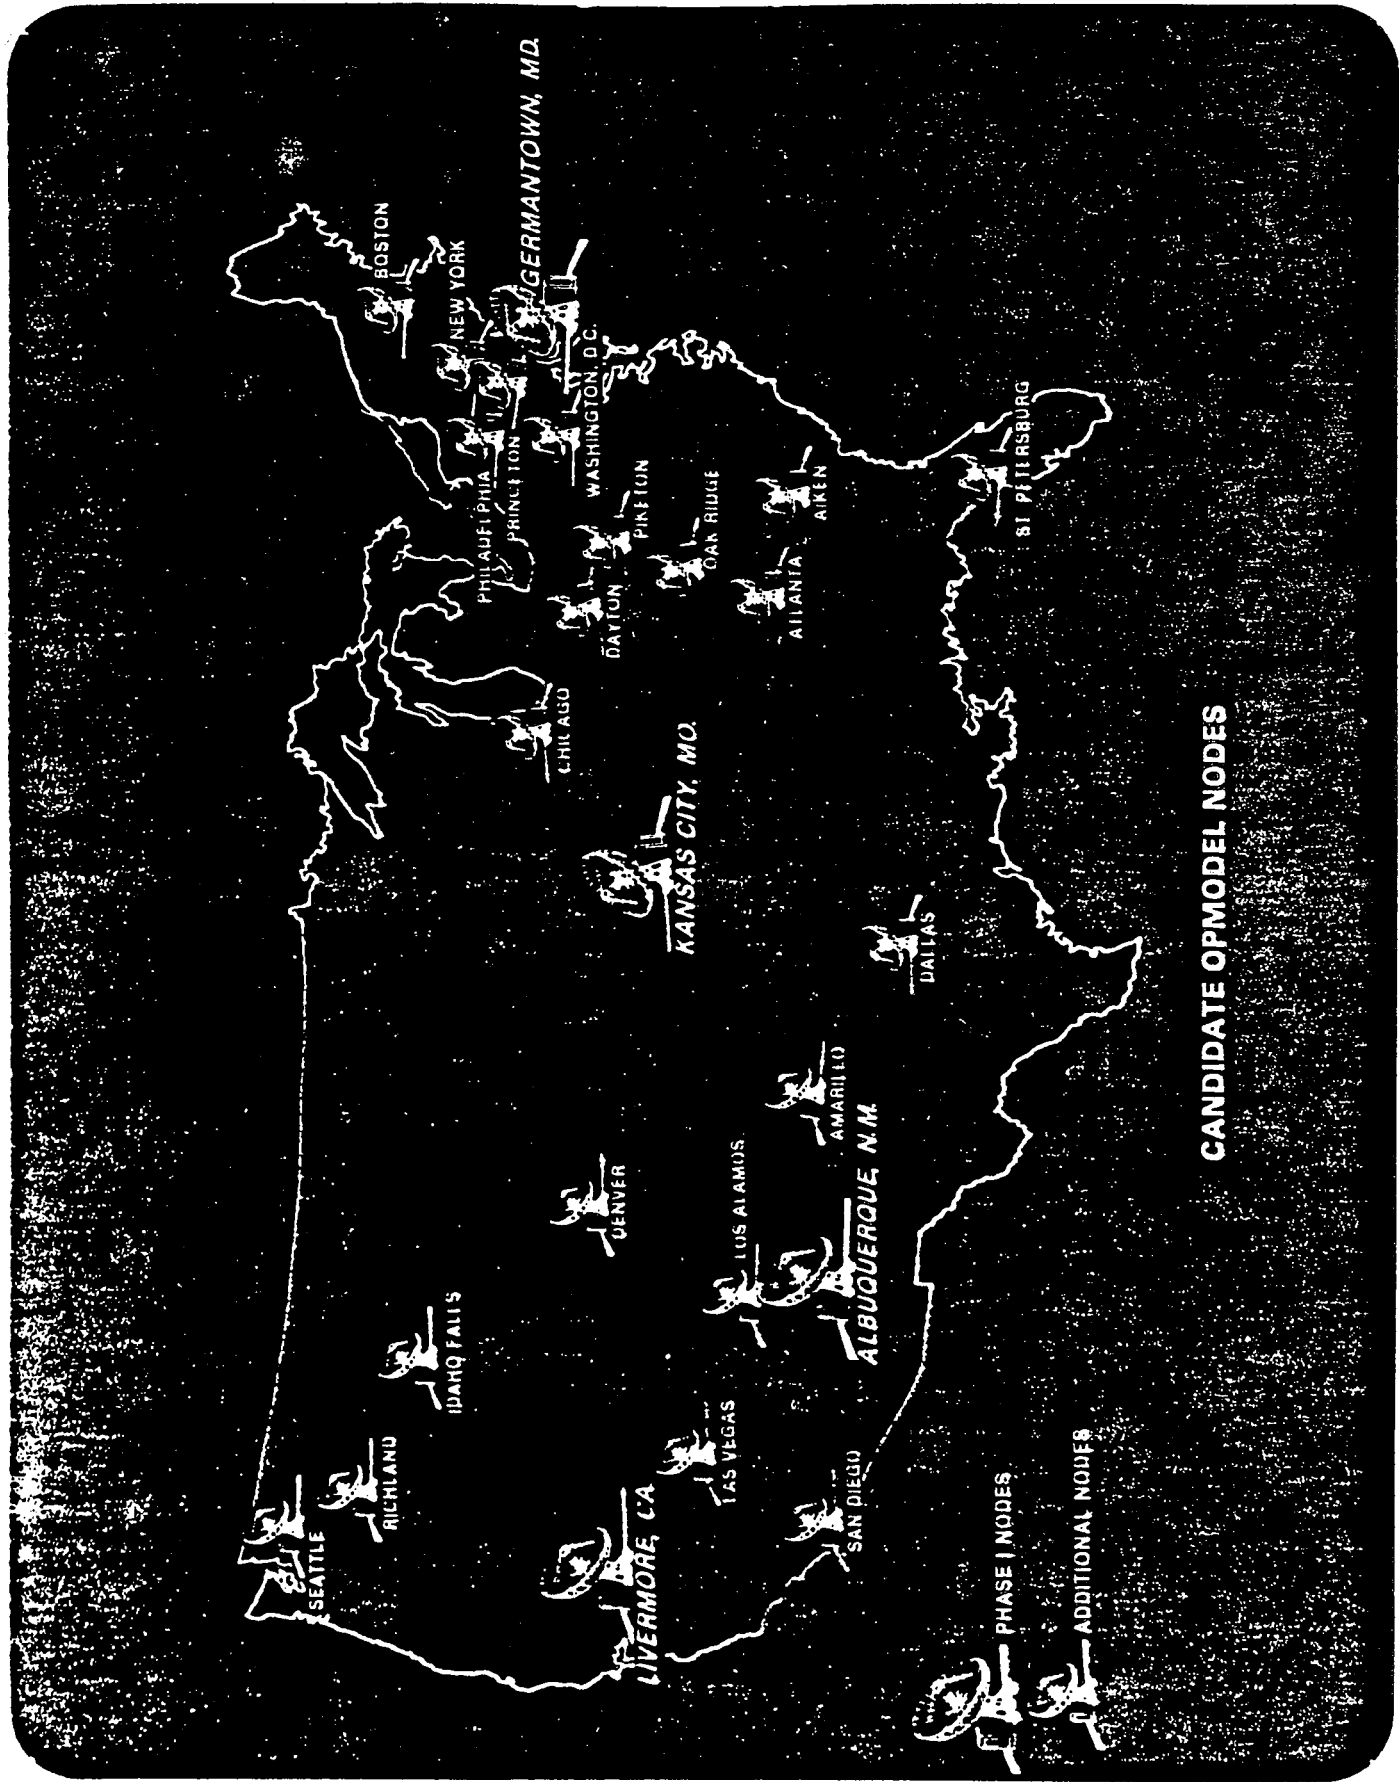 SEATTLE
RICHLAND
IDAHO FALLS
LIVERMORE, CA
LAS VEGAS
SAN DIEGO
DENVER
LOS ALAMOS
ALBUQUERQUE, N.M.
AMARILLO
DALLAS
KANSAS CITY, MO.
CHICAGO
DAYTON
PIKETON
OAK RIDGE
ATLANTA
AIKEN
ST PETERSBURG
PHILADELPHIA
PRINCETON
WASHINGTON, D.C.
NEW YORK
BOSTON
GERMANTOWN, MD.
PHASE I NODES
ADDITIONAL NODES
CANDIDATE OPMODEL NODES